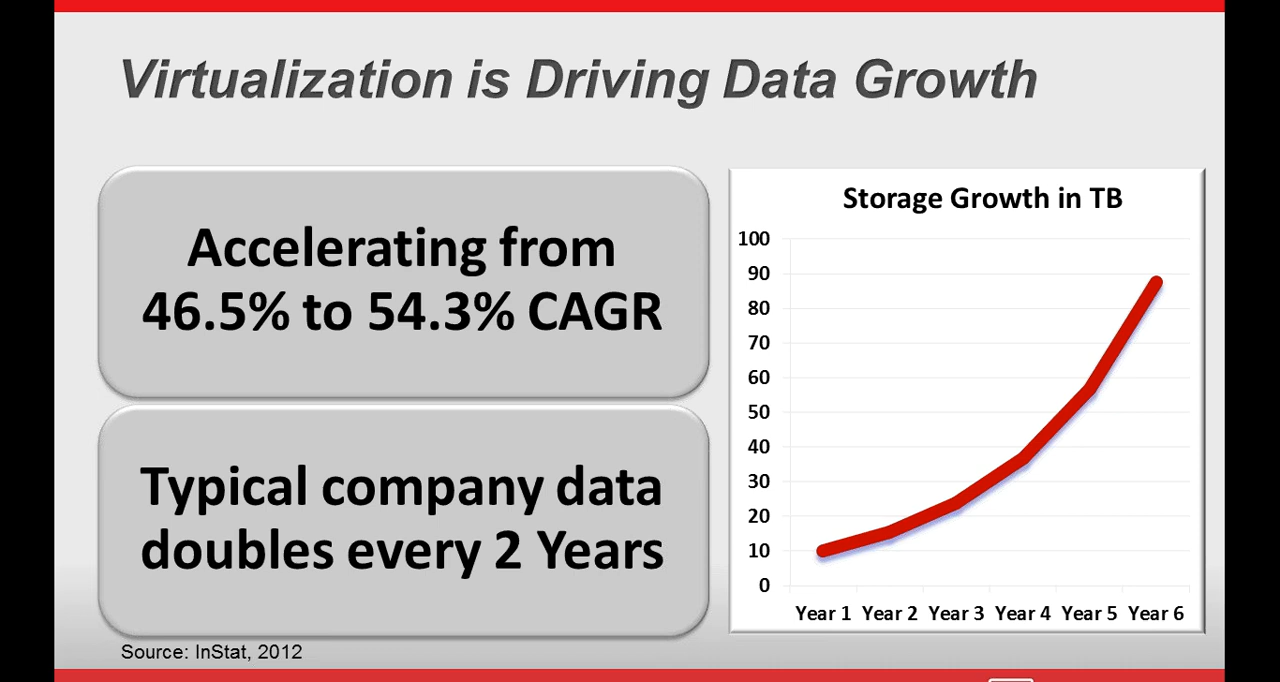 Virtualization is Driving Data Growth
Accelerating from
46.5% to 54.3% CAGR
Typical company data
doubles every 2 Years
Source: InStat, 2012
Storage Growth in TB
100
90
80
70
60
50
40
30
20
10
0
Year 1 Year 2 Year 3 Year 4 Year 5 Year 6